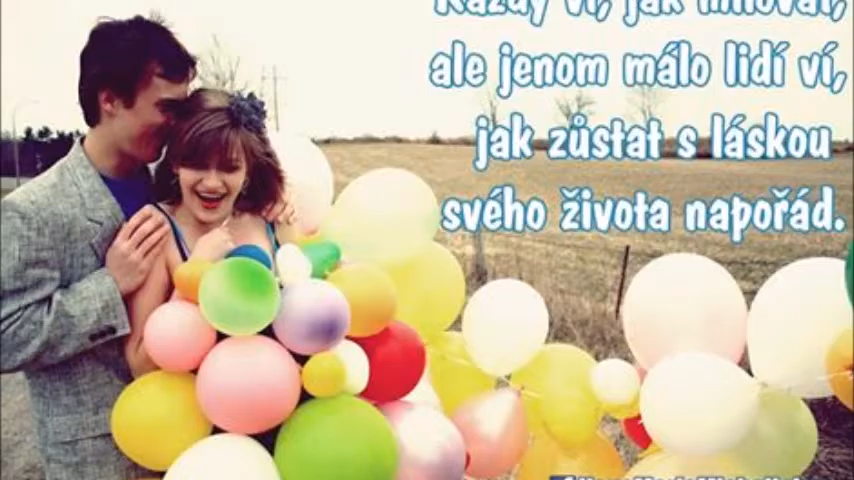 Každý ví, jak milovat,
ale jenom málo lidí ví,
jak zůstat s láskou
svého života napořád.